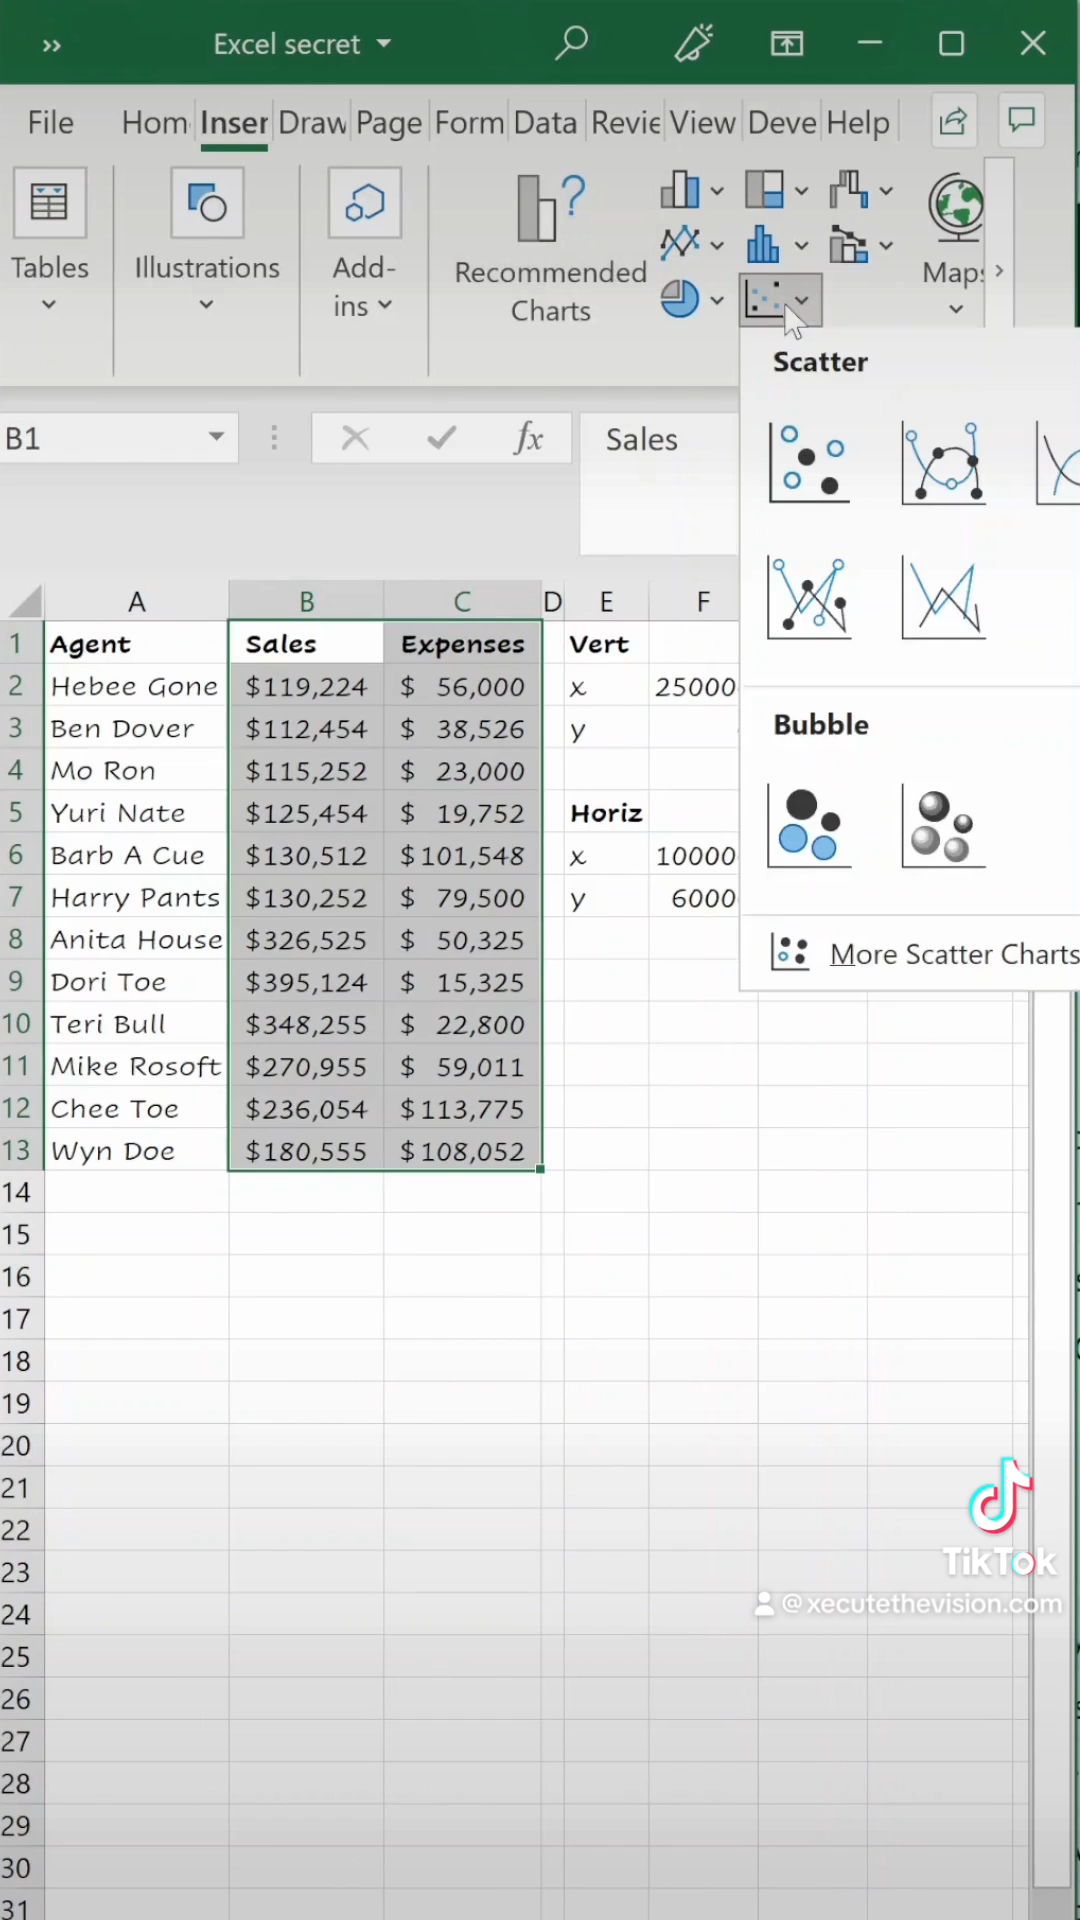 Excel secret
File Hom Inser Draw Page Form Data Revie View Deve Help
Tables Illustrations Add-ins Recommended Charts Map
Scatter
B1 fx Sales
A B C D E F
1 Agent Sales Expenses Vert
2 Hebee Gone $119,224 $ 56,000 x 25000
3 Ben Dover $112,454 $ 38,526 y
4 Mo Ron $115,252 $ 23,000
Bubble
5 Yuri Nate $125,454 $ 19,752 Horiz
6 Barb A Cue $130,512 $101,548 x 10000
7 Harry Pants $130,252 $ 79,500 y 6000
8 Anita House $326,525 $ 50,325
More Scatter Charts
9 Dori Toe $395,124 $ 15,325
10 Teri Bull $348,255 $ 22,800
11 Mike Rosoft $270,955 $ 59,011
12 Chee Toe $236,054 $113,775
13 Wyn Doe $180,555 $108,052
14
15
16
17
18
19
20
21
22
23
24
25
26
27
28
29
30
31
TikTok
@xecutethevision.com